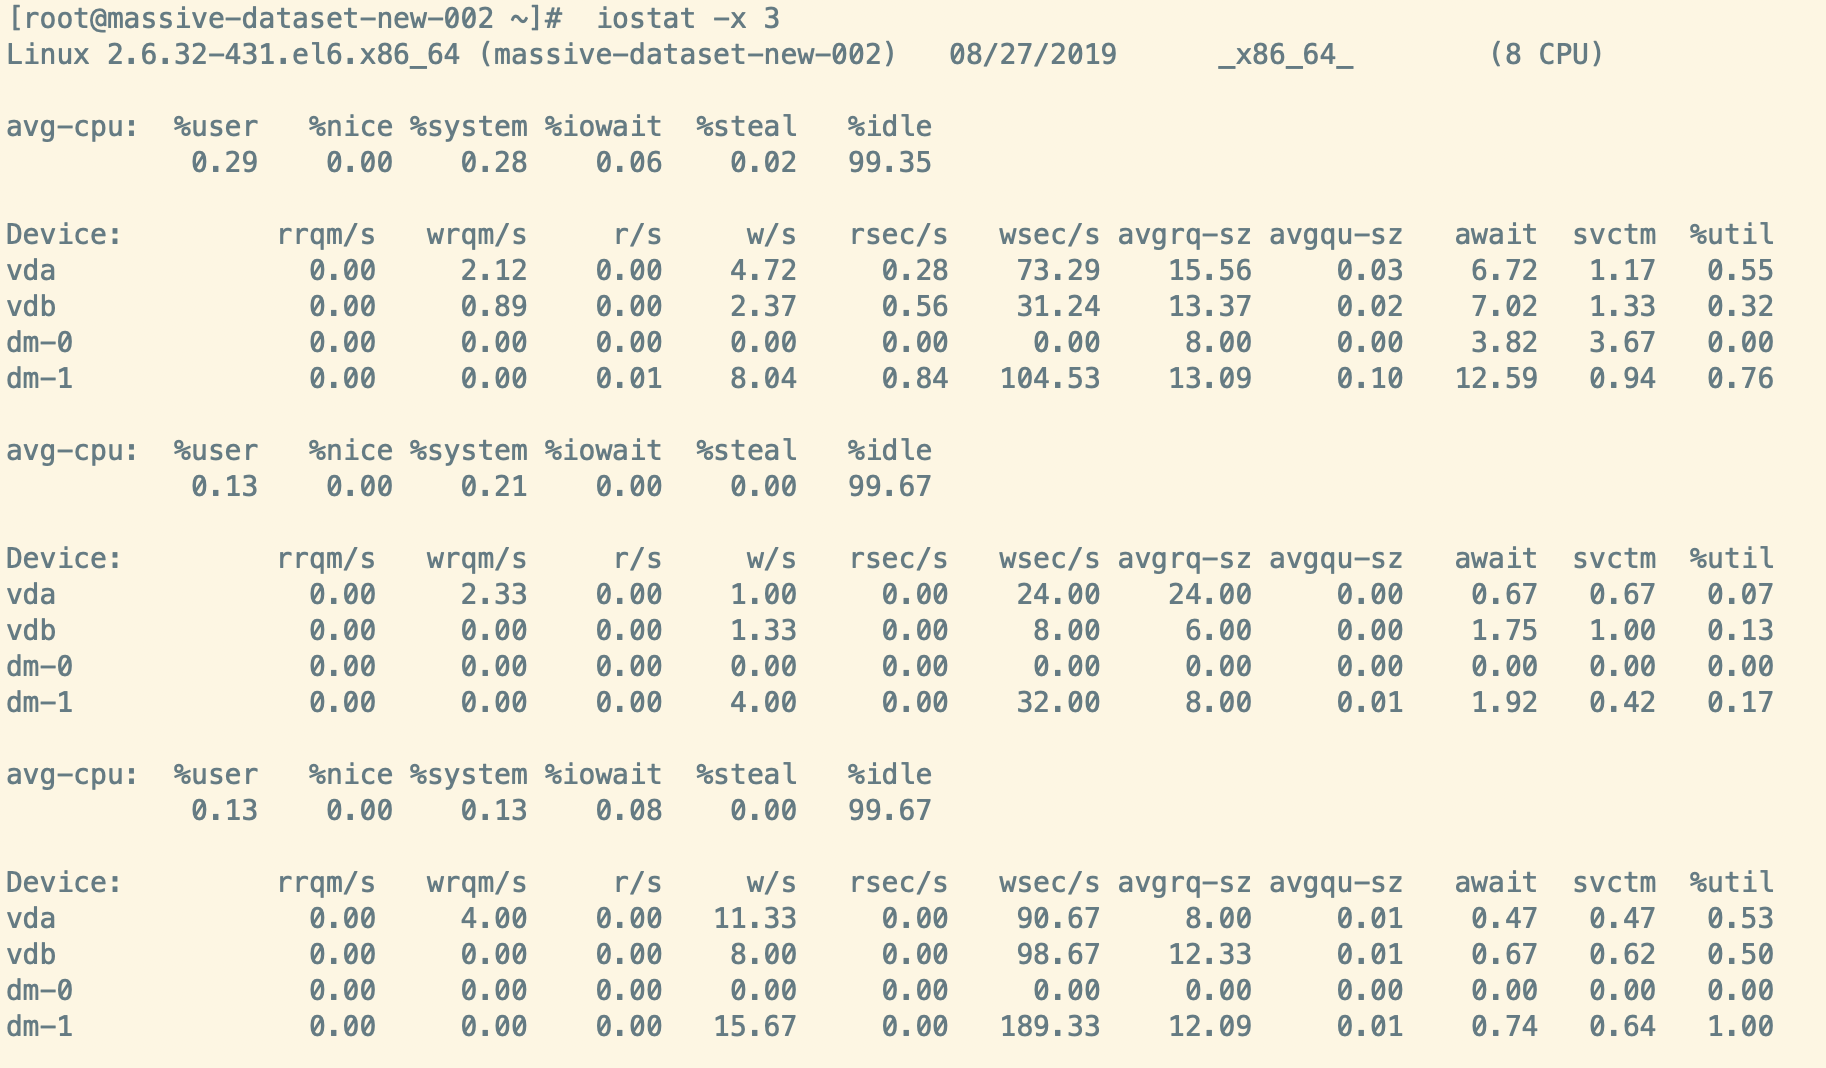 [root@massive-dataset-new-002 ~]#  iostat -x 3
Linux 2.6.32-431.el6.x86_64 (massive-dataset-new-002)   08/27/2019      _x86_64_        (8 CPU)

avg-cpu:  %user   %nice %system %iowait  %steal   %idle
           0.29    0.00    0.28    0.06    0.02   99.35

Device:         rrqm/s   wrqm/s     r/s     w/s   rsec/s   wsec/s avgrq-sz avgqu-sz   await  svctm  %util
vda               0.00     2.12    0.00    4.72     0.28    73.29    15.56     0.03    6.72   1.17   0.55
vdb               0.00     0.89    0.00    2.37     0.56    31.24    13.37     0.02    7.02   1.33   0.32
dm-0              0.00     0.00    0.00    0.00     0.00     0.00     8.00     0.00    3.82   3.67   0.00
dm-1              0.00     0.00    0.01    8.04     0.84   104.53    13.09     0.10   12.59   0.94   0.76

avg-cpu:  %user   %nice %system %iowait  %steal   %idle
           0.13    0.00    0.21    0.00    0.00   99.67

Device:         rrqm/s   wrqm/s     r/s     w/s   rsec/s   wsec/s avgrq-sz avgqu-sz   await  svctm  %util
vda               0.00     2.33    0.00    1.00     0.00    24.00    24.00     0.00    0.67   0.67   0.07
vdb               0.00     0.00    0.00    1.33     0.00     8.00     6.00     0.00    1.75   1.00   0.13
dm-0              0.00     0.00    0.00    0.00     0.00     0.00     0.00     0.00    0.00   0.00   0.00
dm-1              0.00     0.00    0.00    4.00     0.00    32.00     8.00     0.01    1.92   0.42   0.17

avg-cpu:  %user   %nice %system %iowait  %steal   %idle
           0.13    0.00    0.13    0.08    0.00   99.67

Device:         rrqm/s   wrqm/s     r/s     w/s   rsec/s   wsec/s avgrq-sz avgqu-sz   await  svctm  %util
vda               0.00     4.00    0.00   11.33     0.00    90.67     8.00     0.01    0.47   0.47   0.53
vdb               0.00     0.00    0.00    8.00     0.00    98.67    12.33     0.01    0.67   0.62   0.50
dm-0              0.00     0.00    0.00    0.00     0.00     0.00     0.00     0.00    0.00   0.00   0.00
dm-1              0.00     0.00    0.00   15.67     0.00   189.33    12.09     0.01    0.74   0.64   1.00